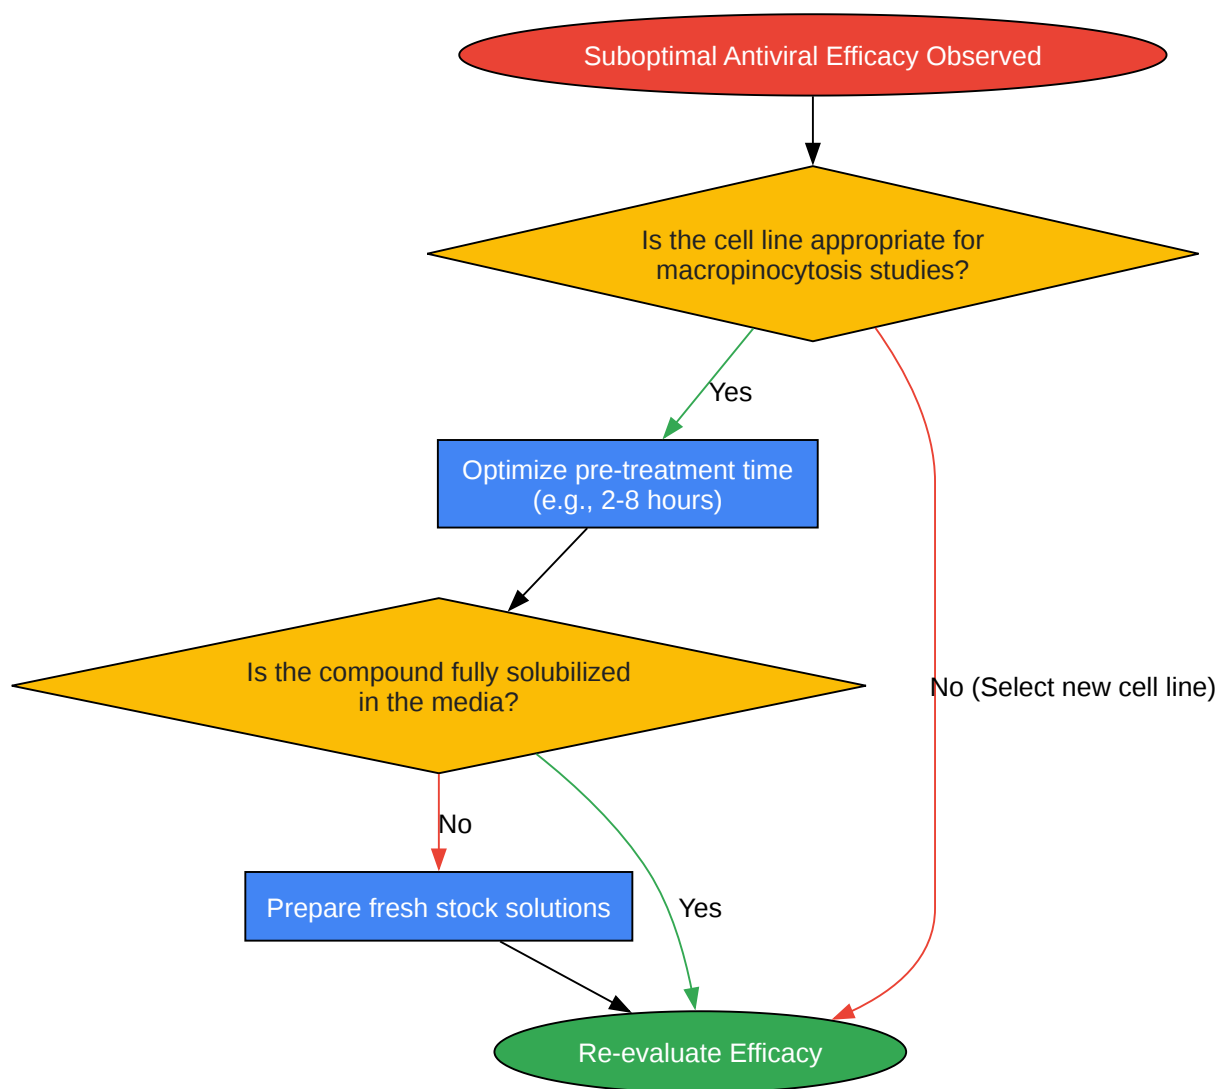 Suboptimal Antiviral Efficacy Observed
Is the cell line appropriate for
macropinocytosis studies?
Yes
Optimize pre-treatment time
(e.g., 2-8 hours)
Is the compound fully solubilized
in the media?
No (Select new cell line)
No
Prepare fresh stock solutions
Yes
Re-evaluate Efficacy